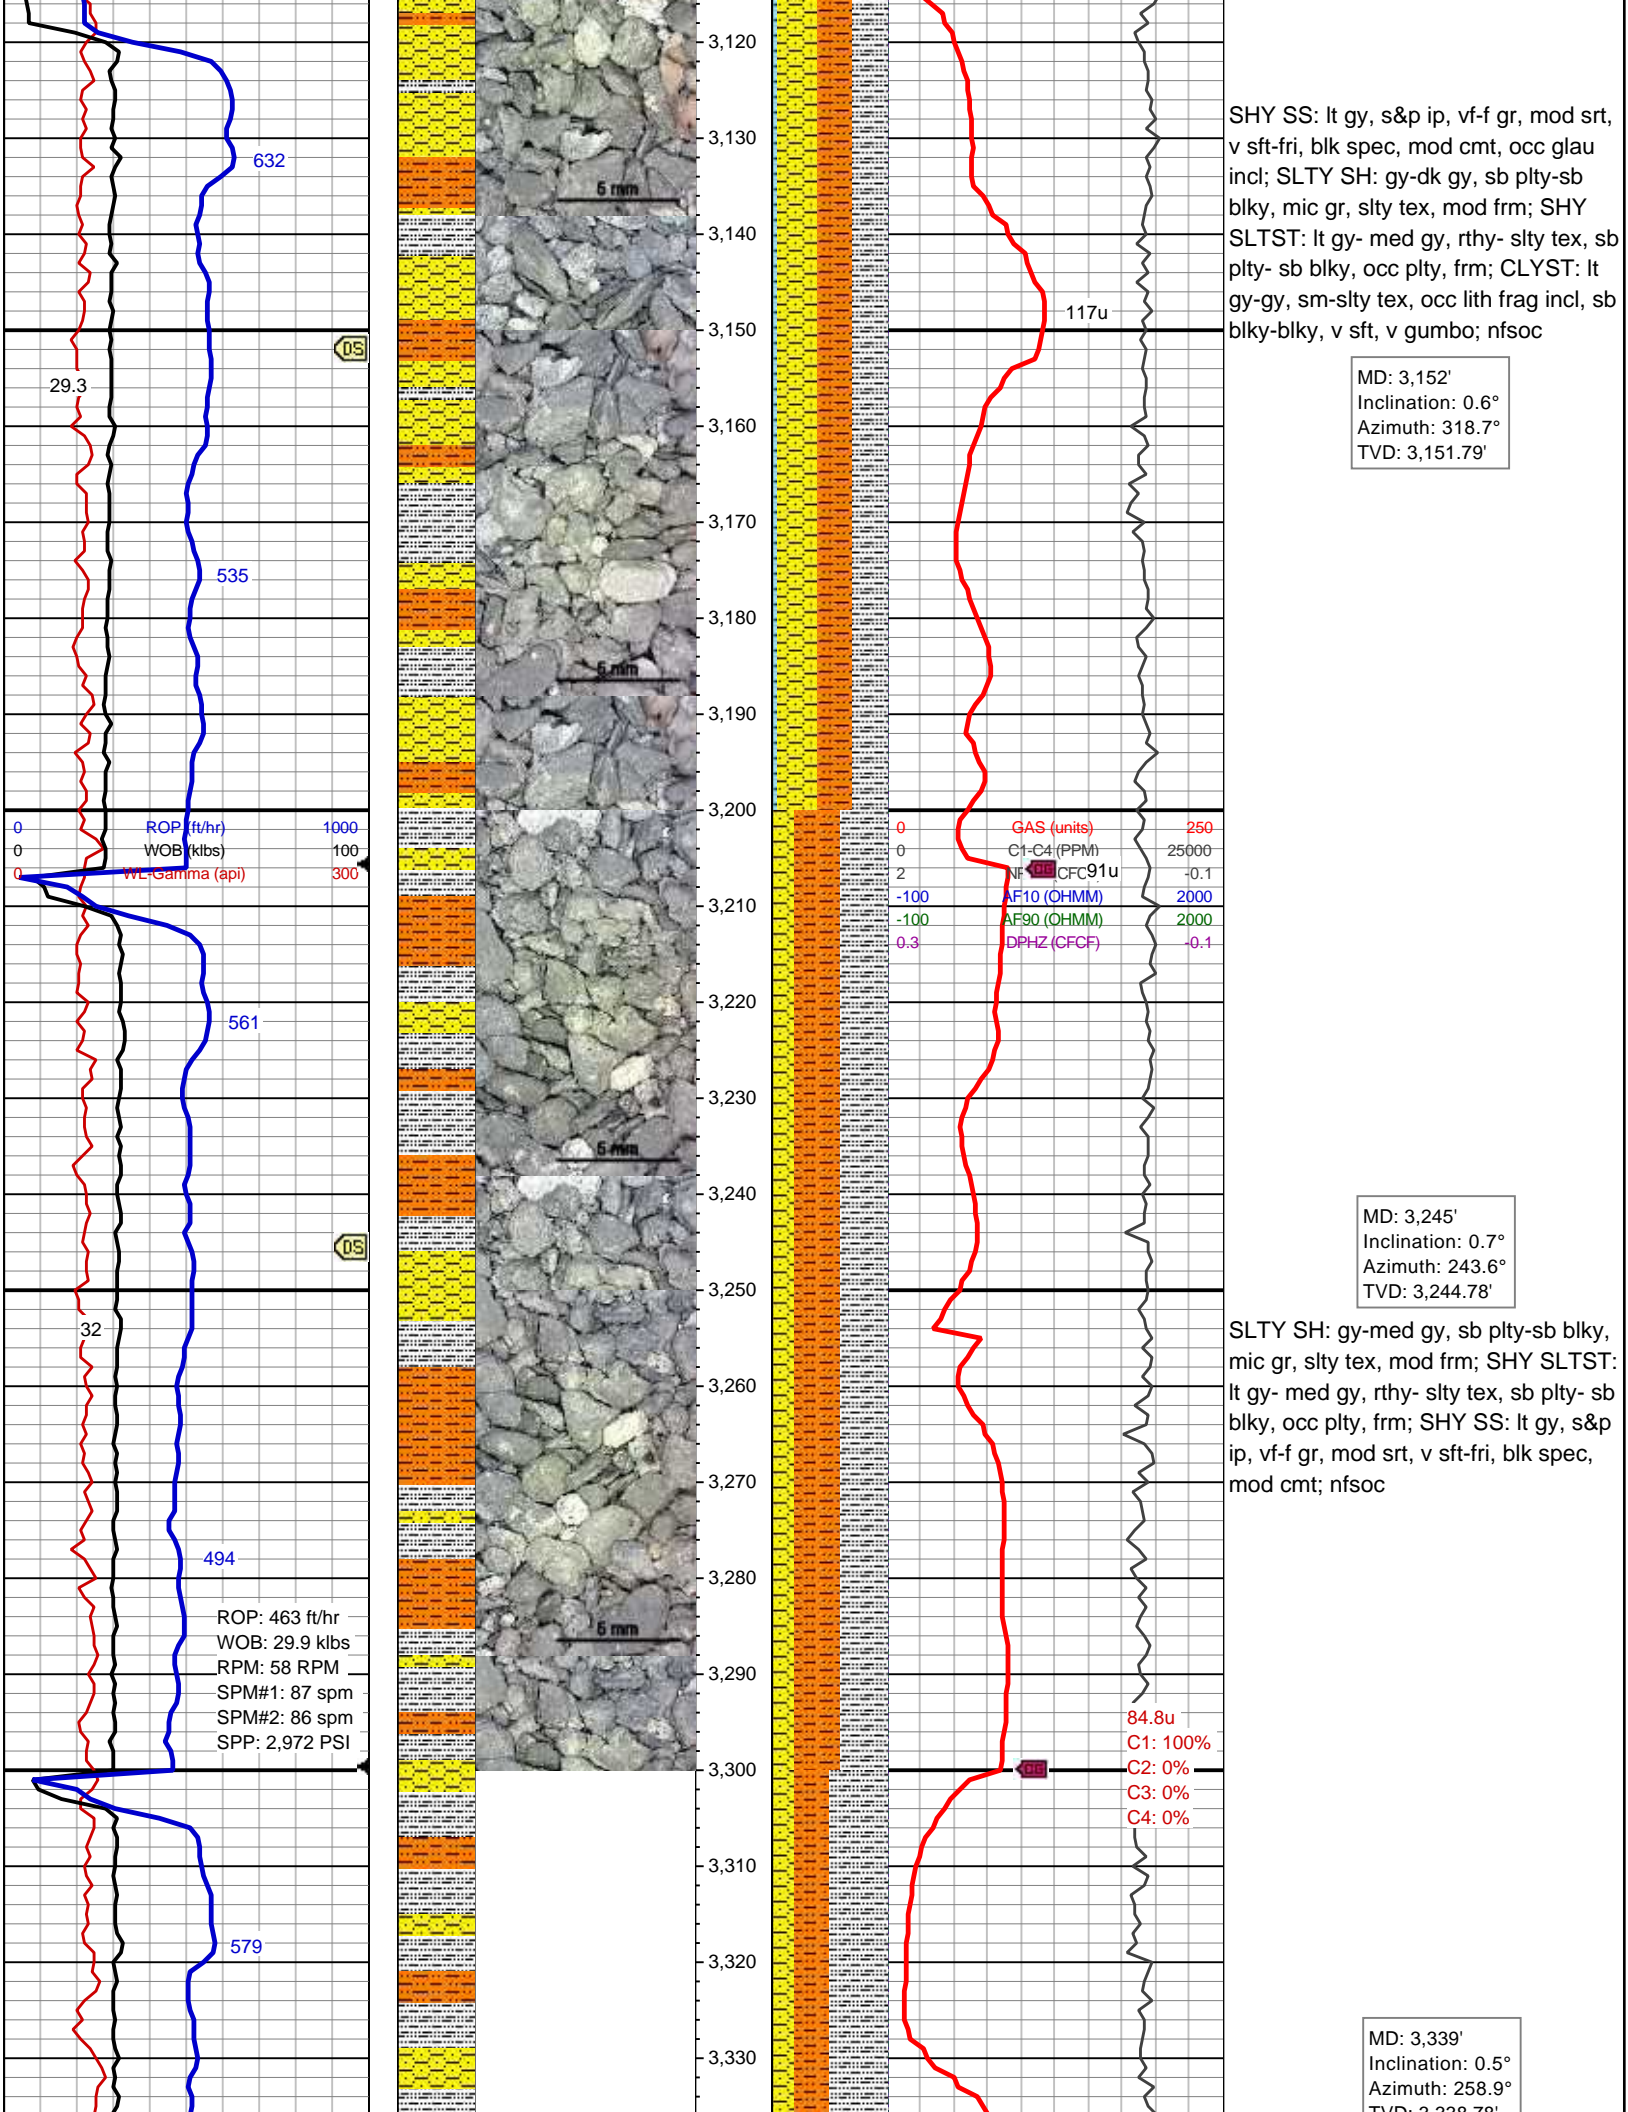 3,120
3,130
3,140
3,150
3,160
3,170
3,180
3,190
3,200
3,210
3,220
3,230
3,240
3,250
3,260
3,270
3,280
3,290
3,300
3,310
3,320
3,330
632
DS
29.3
535
0 ROP (ft/hr) 1000
0 WOB (klbs) 100
0 WL-Gamma (api) 300
561
DS
32
494
ROP: 463 ft/hr
WOB: 29.9 klbs
RPM: 58 RPM
SPM#1: 87 spm
SPM#2: 86 spm
SPP: 2,972 PSI
579
5 mm
5 mm
5 mm
5 mm
117u
0 GAS (units) 250
0 C1-C4 (PPM) 25000
2 CG 91u -0.1
-100 AF10 (OHMM) 2000
-100 AF90 (OHMM) 2000
0.3 DPHZ (CFCF) -0.1
84.8u
C1: 100%
CG C2: 0%
C3: 0%
C4: 0%
SHY SS: lt gy, s&p ip, vf-f gr, mod srt,
v sft-fri, blk spec, mod cmt, occ glau
incl; SLTY SH: gy-dk gy, sb plty-sb
blky, mic gr, slty tex, mod frm; SHY
SLTST: lt gy- med gy, rthy- slty tex, sb
plty- sb blky, occ plty, frm; CLYST: lt
gy-gy, sm-slty tex, occ lith frag incl, sb
blky-blky, v sft, v gumbo; nfsoc
MD: 3,152'
Inclination: 0.6°
Azimuth: 318.7°
TVD: 3,151.79'
MD: 3,245'
Inclination: 0.7°
Azimuth: 243.6°
TVD: 3,244.78'
SLTY SH: gy-med gy, sb plty-sb blky,
mic gr, slty tex, mod frm; SHY SLTST:
lt gy- med gy, rthy- slty tex, sb plty- sb
blky, occ plty, frm; SHY SS: lt gy, s&p
ip, vf-f gr, mod srt, v sft-fri, blk spec,
mod cmt; nfsoc
MD: 3,339'
Inclination: 0.5°
Azimuth: 258.9°
TVD: 3,338.78'